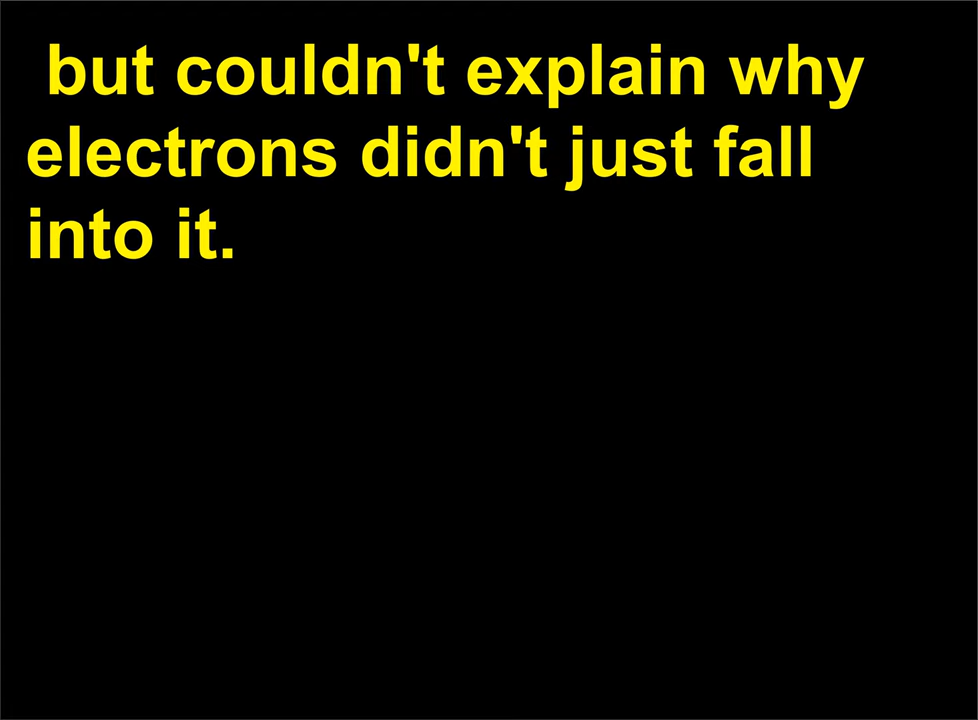 but couldn't explain why
electrons didn't just fall
into it.